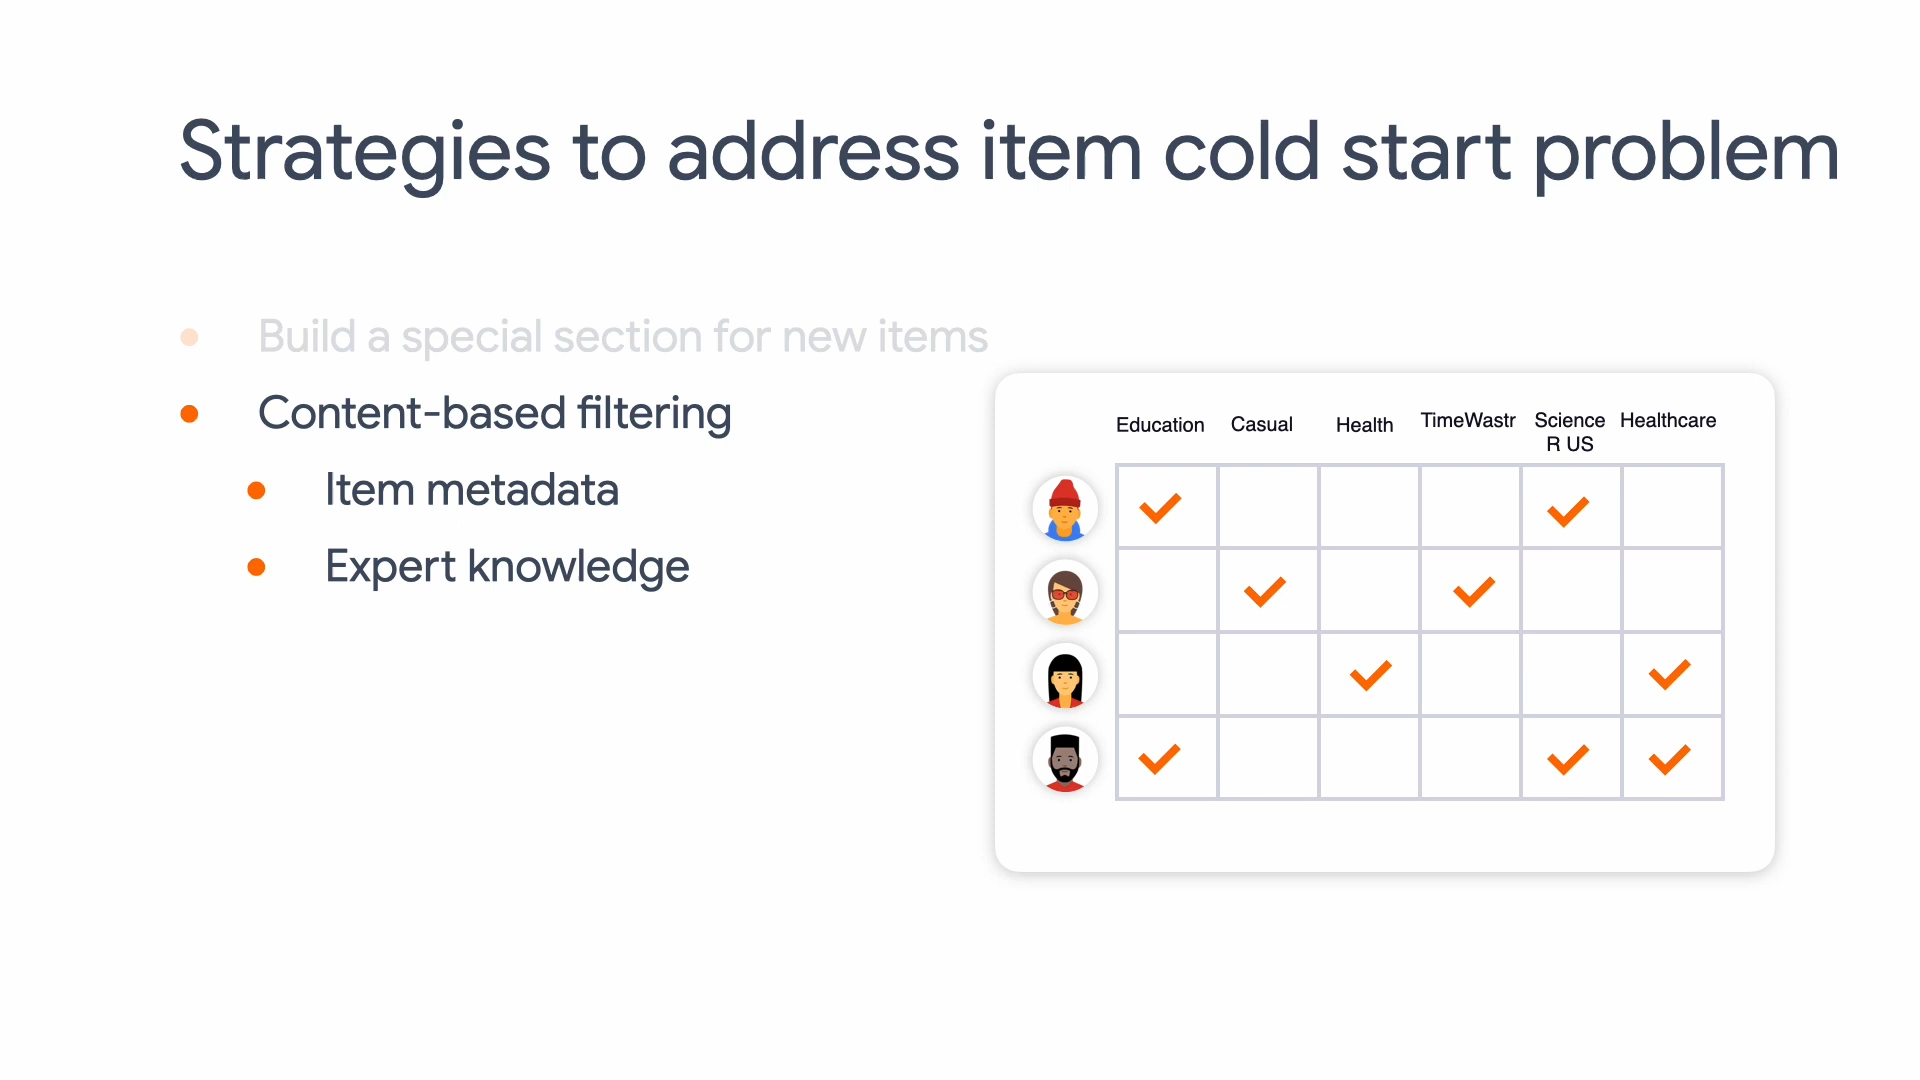 Strategies to address item cold start problem
Build a special section for new items
Content-based filtering
Item metadata
Expert knowledge
Education Casual Health TimeWastr Science R US Healthcare